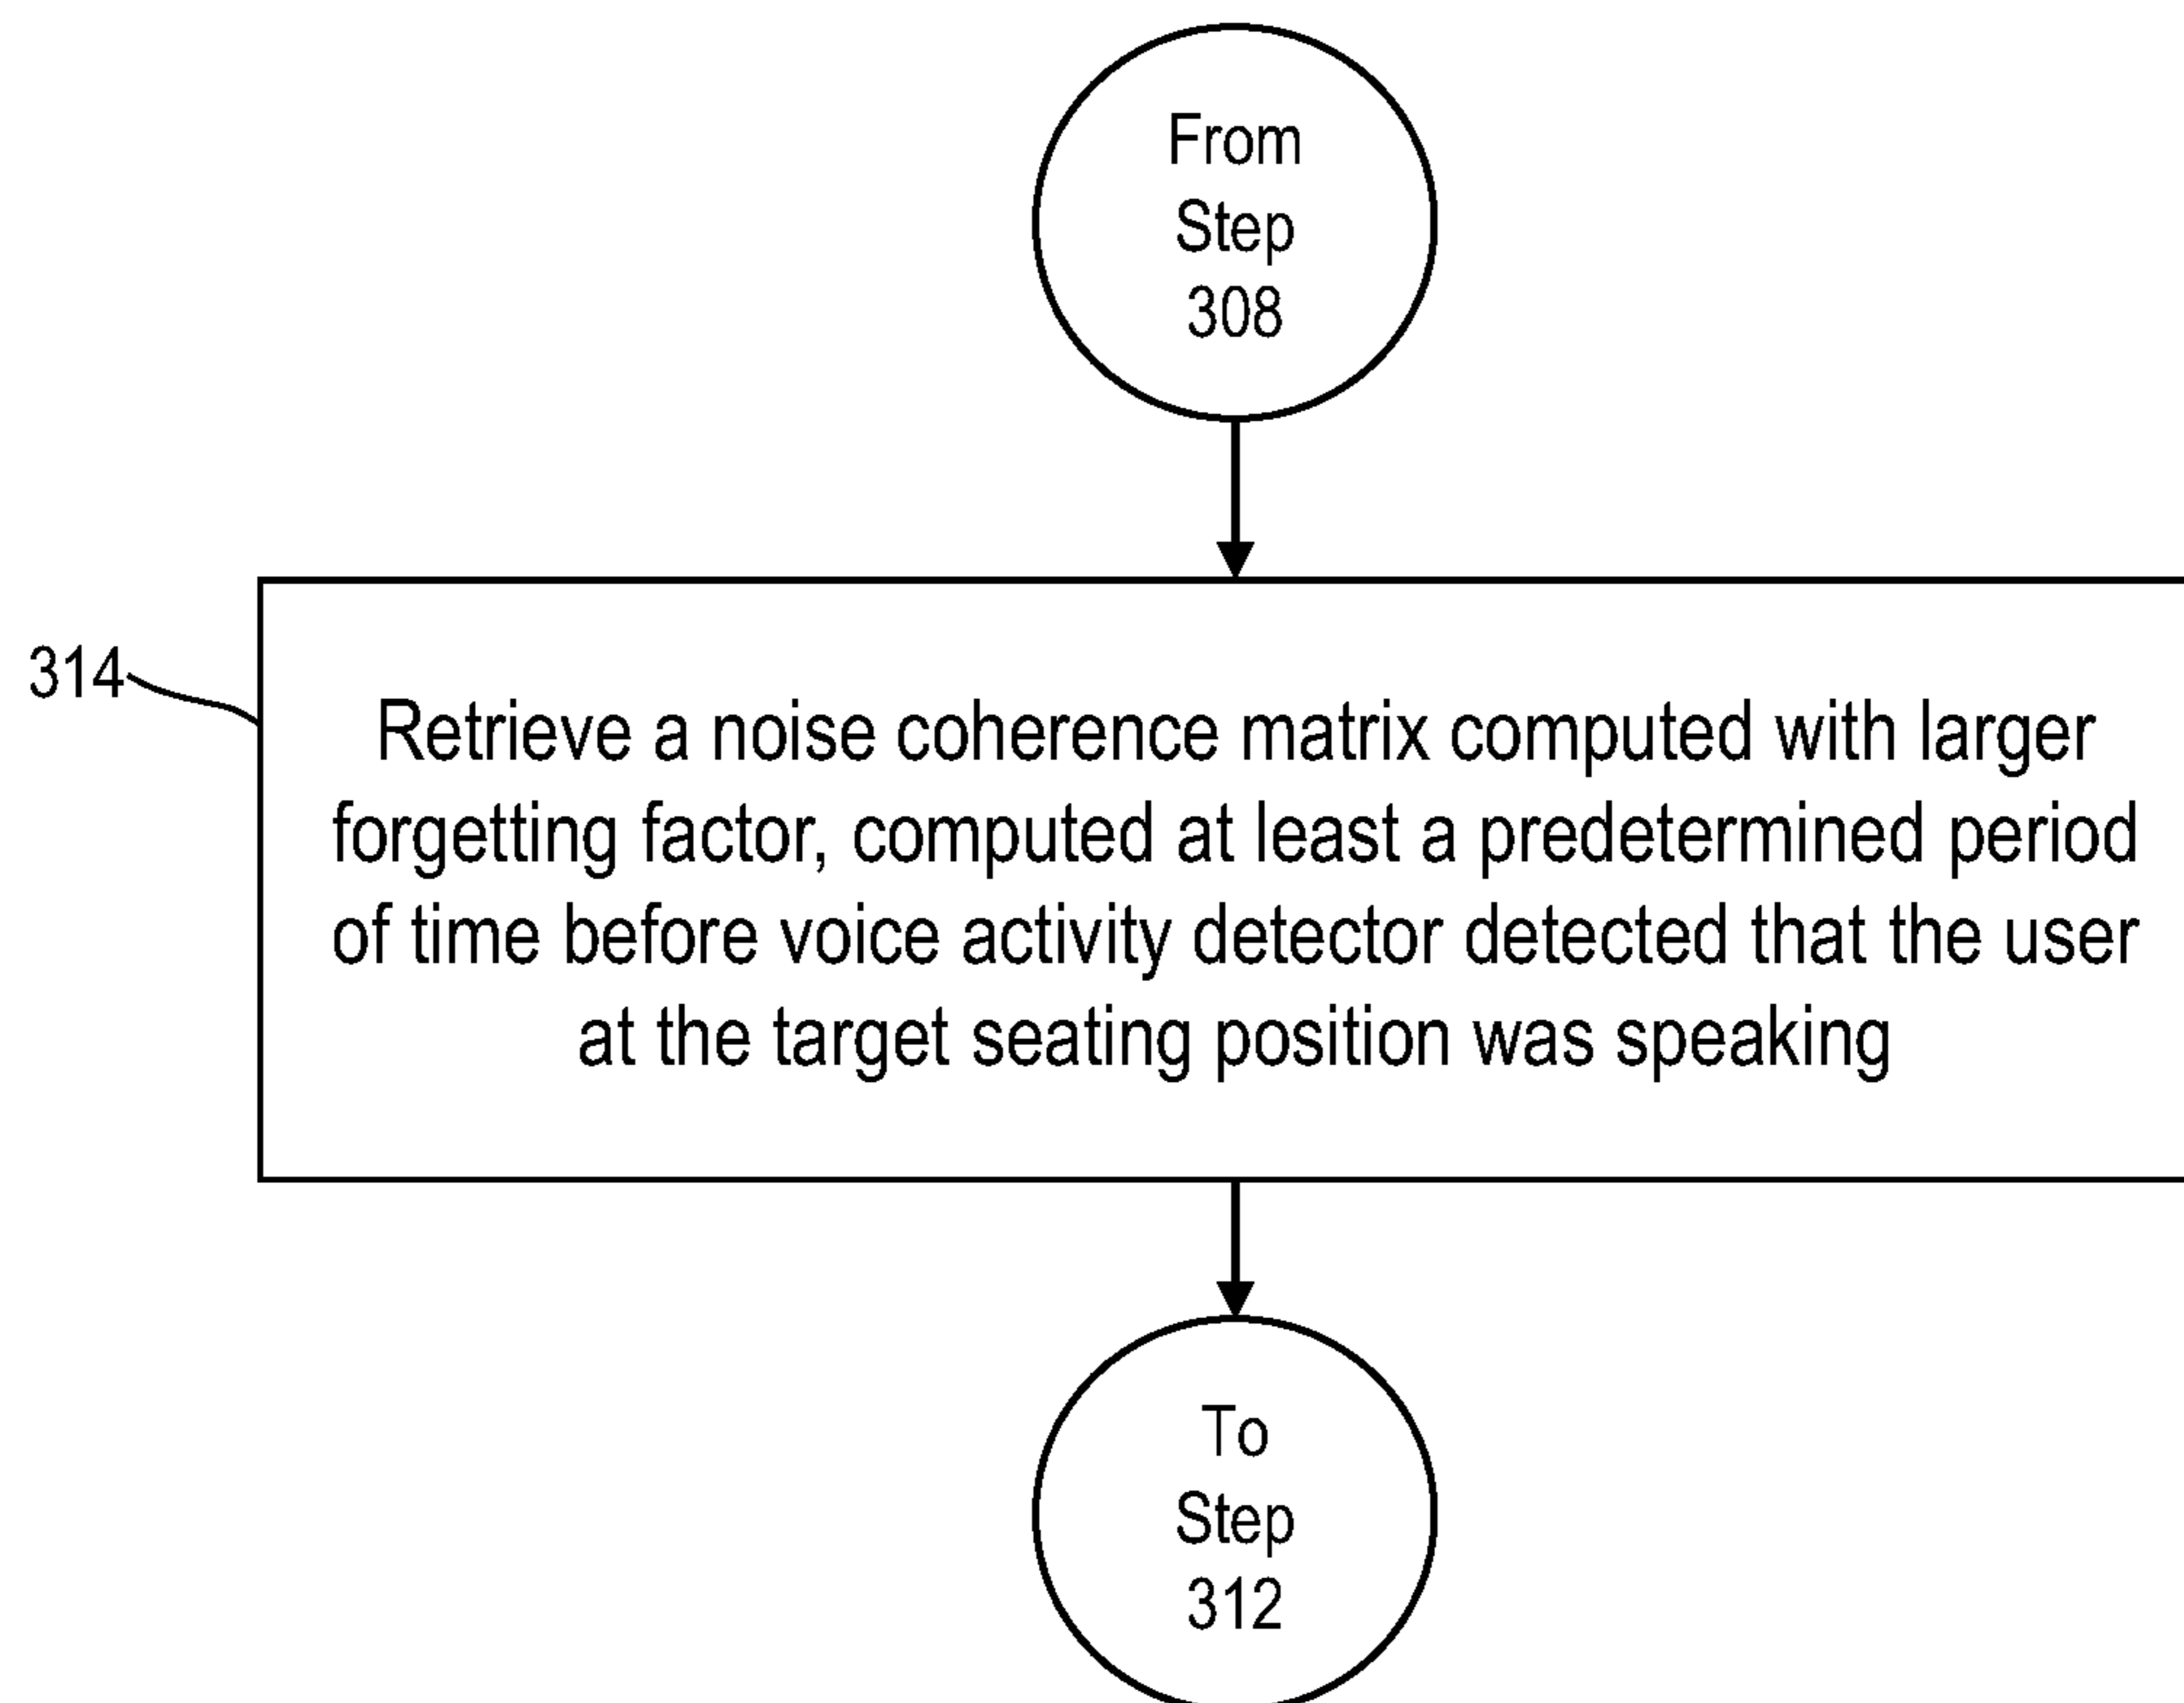 From
Step
308
314
Retrieve a noise coherence matrix computed with larger
forgetting factor, computed at least a predetermined period
of time before voice activity detector detected that the user
at the target seating position was speaking
To
Step
312